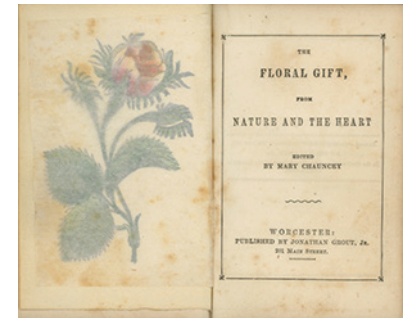 THE
FLORAL GIFT,
FROM
NATURE AND THE HEART
EDITED
BY MARY CHAUNCEY
WORCESTER:
PUBLISHED BY JONATHAN GROUT, Jr.
MAIN STREET.